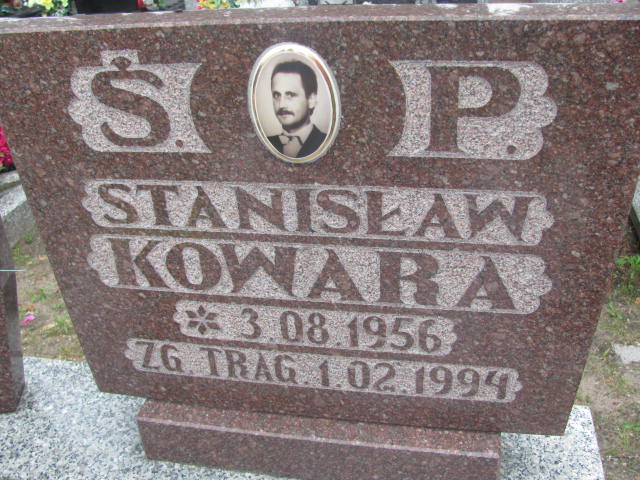 Ś. P.
STANISŁAW
KOWARA
* 3.08.1956
ZG. TRAG. 1.02.1994